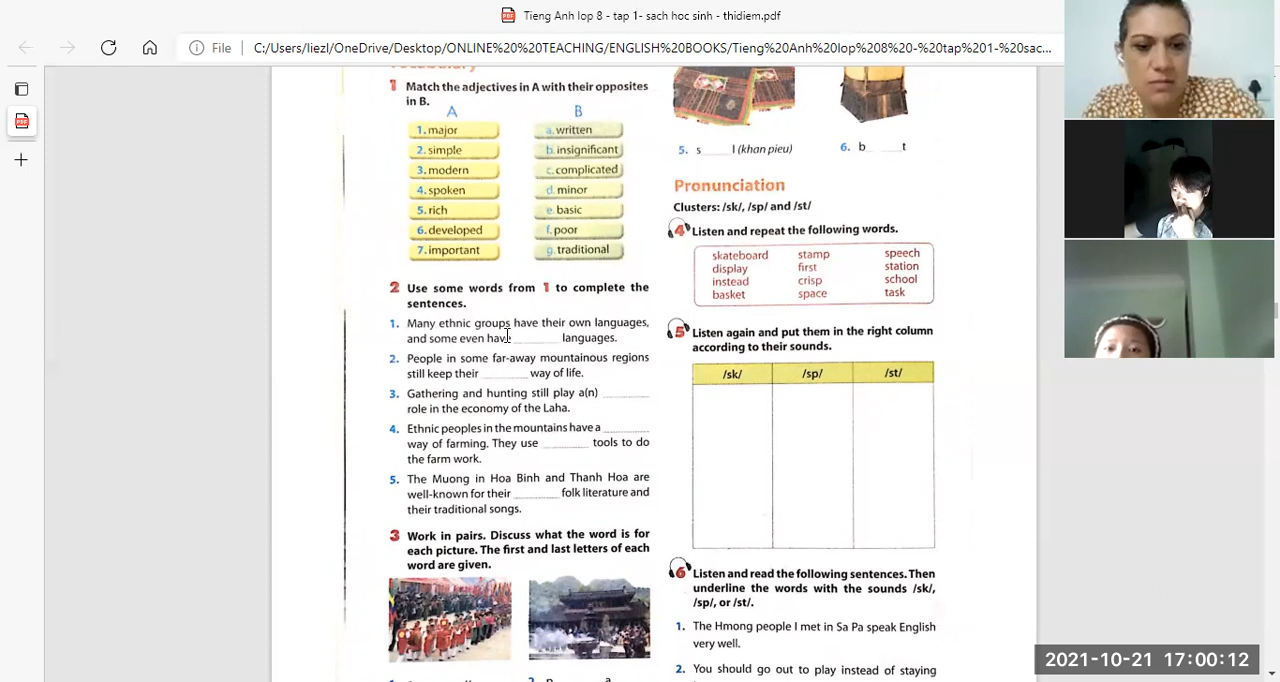 Tieng Anh lop 8 - tap 1- sach hoc sinh - thidiem.pdf
File
C:/Users/liezl/OneDrive/Desktop/ONLINE%20%20TEACHING/ENGLISH%20BOOKS/Tieng%20Anh%20lop%208%20-%20tap%201-%20sac...
Vocabulary
1 Match the adjectives in A with their opposites
in B.
A
B
1. major
a. written
2. simple
b. insignificant
3. modern
c. complicated
4. spoken
d. minor
5. rich
e. basic
6. developed
f. poor
7. important
g. traditional
2 Use some words from 1 to complete the
sentences.
1. Many ethnic groups have their own languages,
and some even have ______ languages.
2. People in some far-away mountainous regions
still keep their ______ way of life.
3. Gathering and hunting still play a(n) ______
role in the economy of the Laha.
4. Ethnic peoples in the mountains have a ______
way of farming. They use ______ tools to do
the farm work.
5. The Muong in Hoa Binh and Thanh Hoa are
well-known for their ______ folk literature and
their traditional songs.
3 Work in pairs. Discuss what the word is for
each picture. The first and last letters of each
word are given.
5. s____l (khan pieu)
6. b____t
Pronunciation
Clusters: /sk/, /sp/ and /st/
4 Listen and repeat the following words.
skateboard stamp speech
display first station
instead crisp school
basket space task
5 Listen again and put them in the right column
according to their sounds.
/sk/ /sp/ /st/
6 Listen and read the following sentences. Then
underline the words with the sounds /sk/,
/sp/, or /st/.
1. The Hmong people I met in Sa Pa speak English
very well.
2. You should go out to play instead of staying
2021-10-21 17:00:12